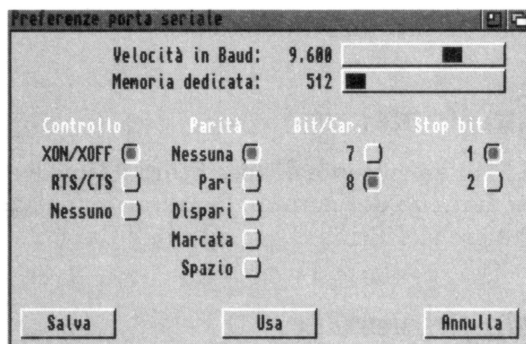 Preferenze porta seriale
Velocità in Baud: 9.600
Memoria dedicata: 512
Controllo Parità Bit/Car. Stop bit
XON/XOFF Nessuna 7 1
RTS/CTS Pari 8 2
Nessuno Dispari
Marcata
Spazio
Salva Usa Annulla